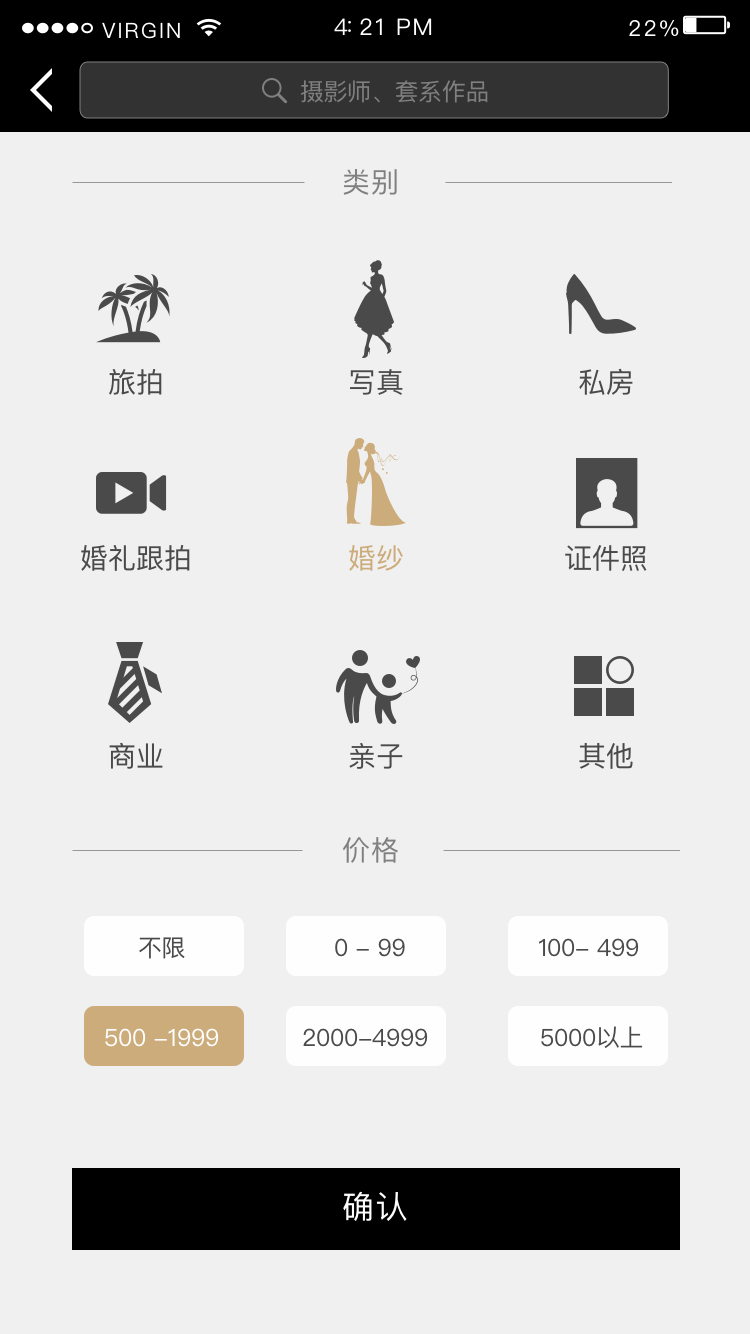 VIRGIN 4: 21 PM 22%
摄影师、套系作品
类别
旅拍 写真 私房
婚礼跟拍 婚纱 证件照
商业 亲子 其他
价格
不限 0 - 99 100- 499
500 -1999 2000-4999 5000以上
确认